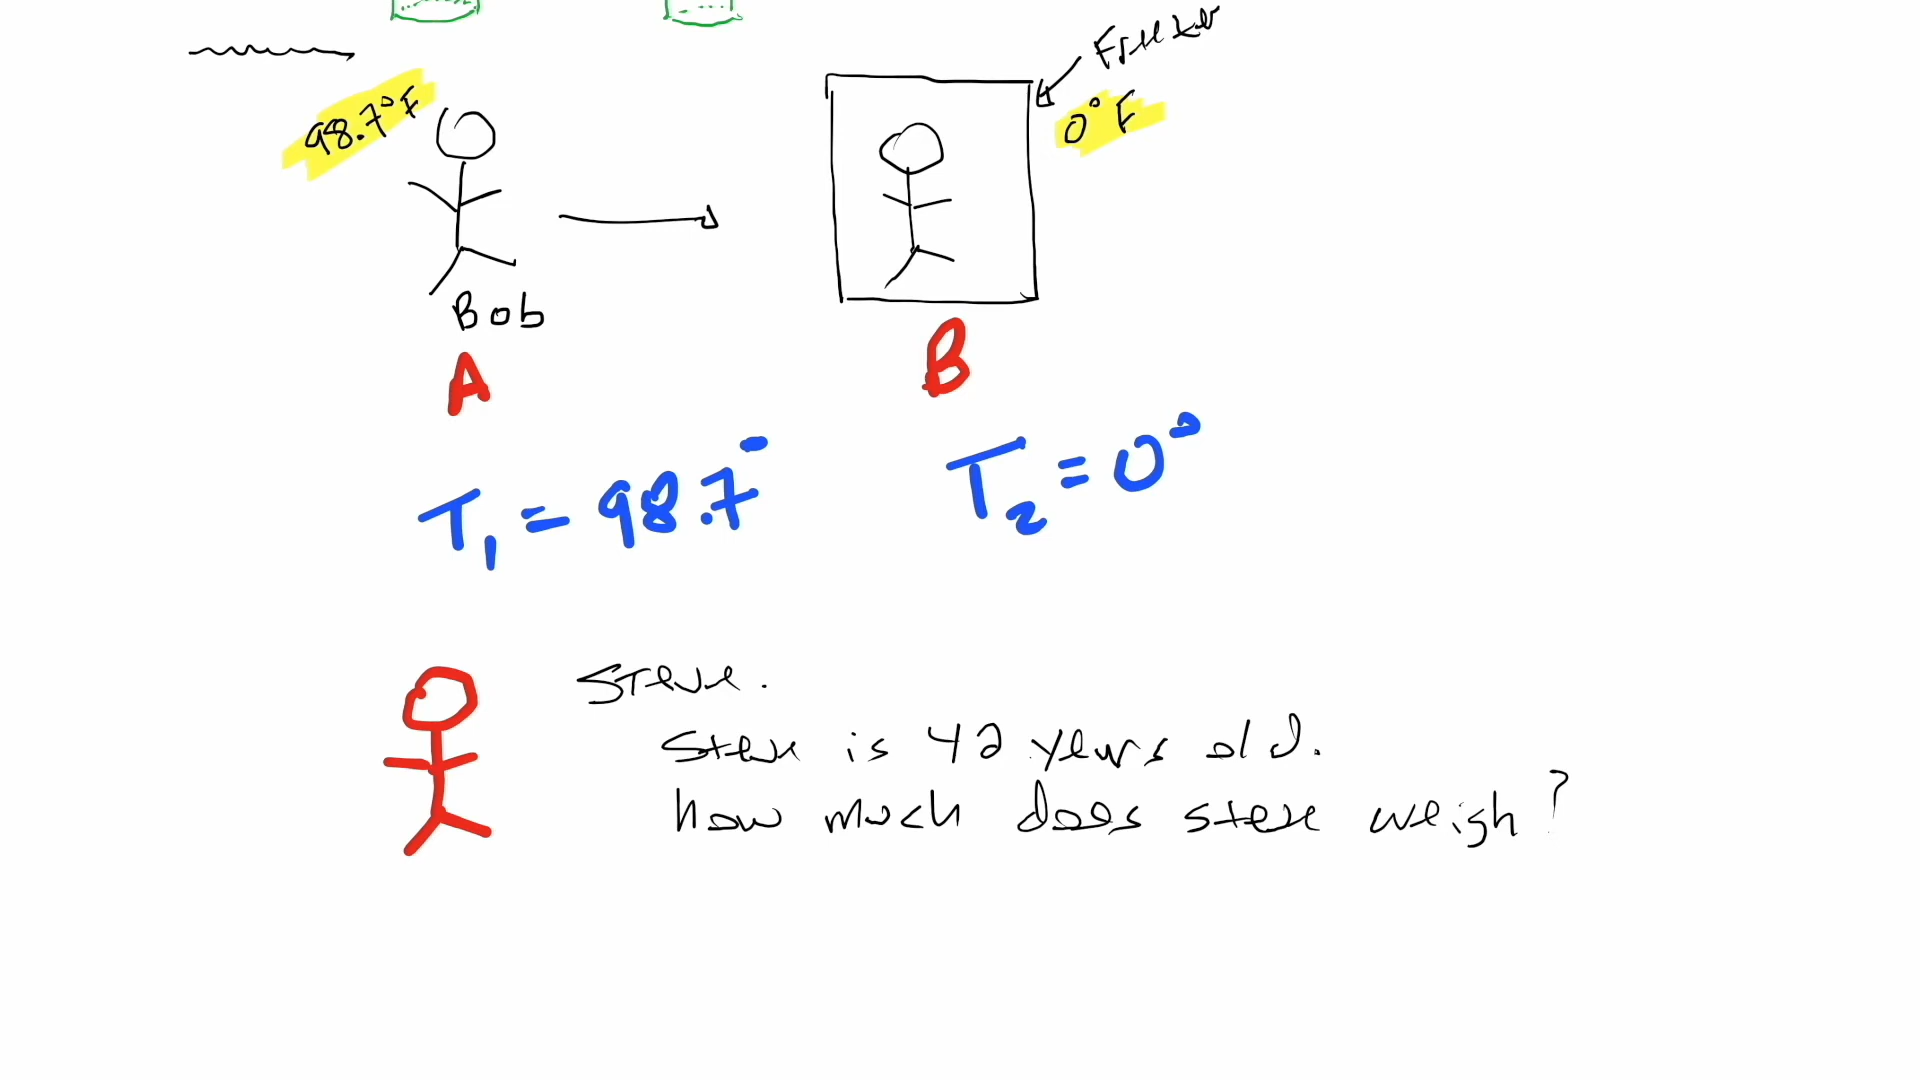 Freezer
98.7°F
0°F
Bob
A
B
T₁ = 98.7°
T₂ = 0°
Steve.
Steve is 42 years old.
how much does steve weigh?